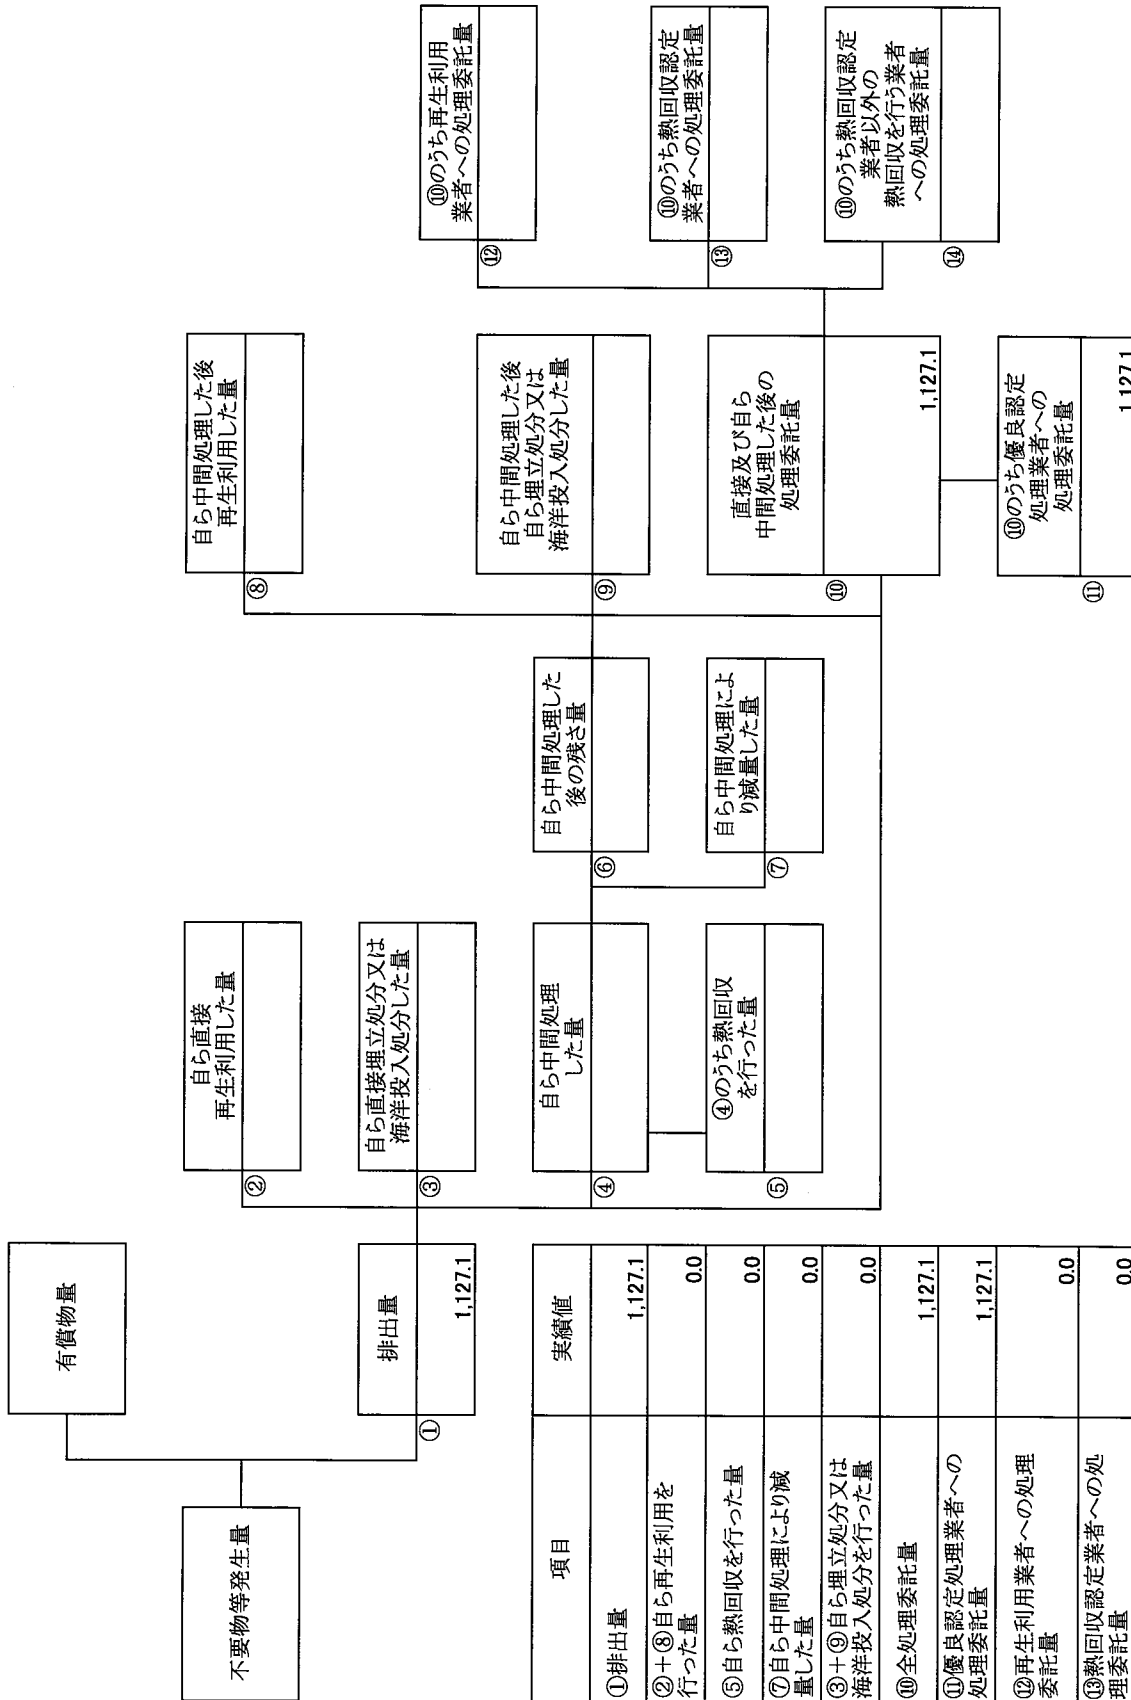 不要物等発生量
有償物量
排出量
①
1,127.1
自ら直接
再生利用した量
②
自ら直接埋立処分又は
海洋投入処分した量
③
自ら中間処理
した量
④
④のうち熱回収
を行った量
⑤
自ら中間処理した
後の残さ量
⑥
自ら中間処理によ
り減量した量
⑦
自ら中間処理した後
再生利用した量
⑧
自ら中間処理した後
自ら埋立処分又は
海洋投入処分した量
⑨
直接及び自ら
中間処理した後の
処理委託量
⑩
1,127.1
⑩のうち優良認定
処理業者への
処理委託量
⑪
1,127.1
⑩のうち再生利用
業者への処理委託量
⑫
⑩のうち熱回収認定
業者への処理委託量
⑬
⑩のうち熱回収認定
業者以外の
熱回収を行う業者
への処理委託量
⑭
項目 実績値
①排出量 1,127.1
②+⑧自ら再生利用を
行った量 0.0
⑤自ら熱回収を行った量 0.0
⑦自ら中間処理により減
量した量 0.0
③+⑨自ら埋立処分又は
海洋投入処分を行った量 0.0
⑩全処理委託量 1,127.1
⑪優良認定処理業者への
処理委託量 1,127.1
⑫再生利用業者への処理
委託量 0.0
⑬熱回収認定業者への処
理委託量 0.0